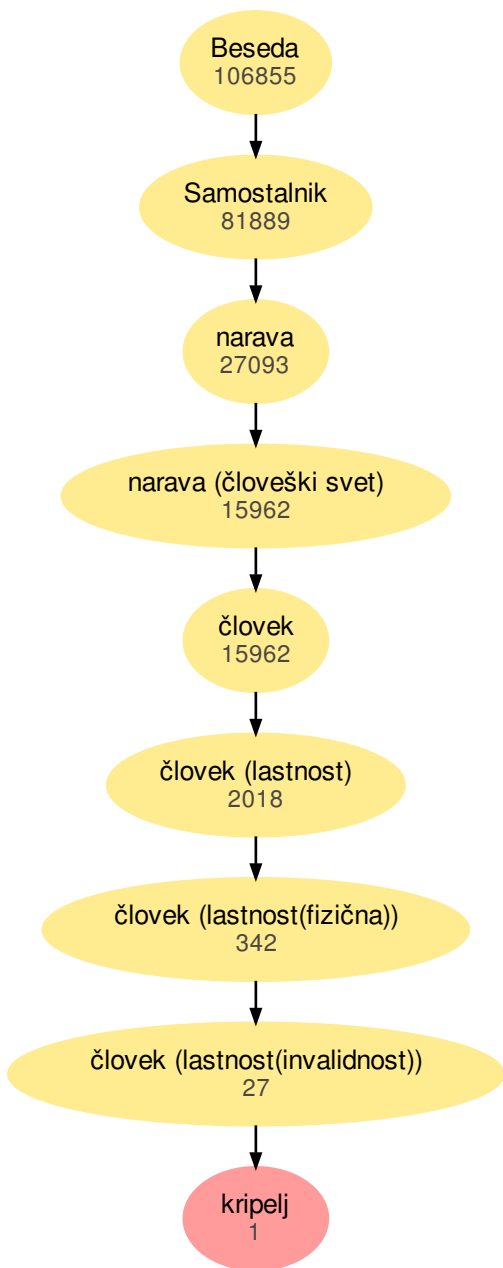 Beseda
106855
Samostalnik
81889
narava
27093
narava (človeški svet)
15962
človek
15962
človek (lastnost)
2018
človek (lastnost(fizična))
342
človek (lastnost(invalidnost))
27
kripelj
1